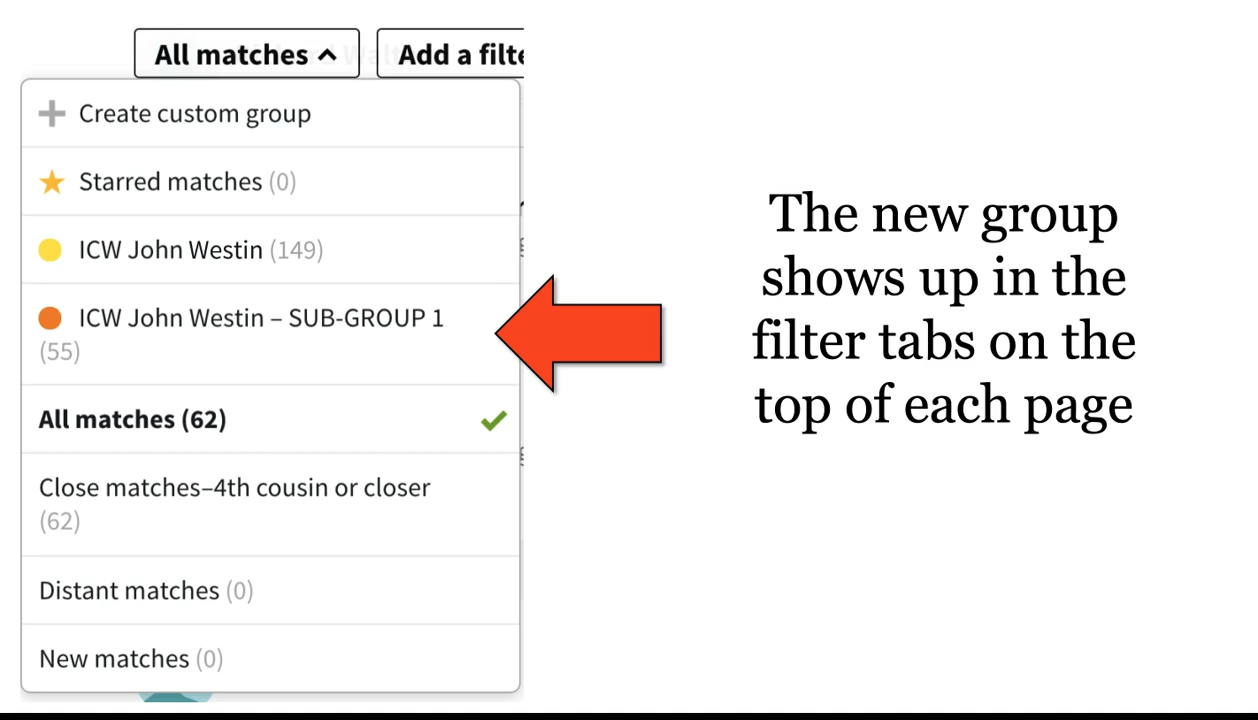 All matches
Add a filte
Create custom group
Starred matches (0)
ICW John Westin (149)
ICW John Westin – SUB-GROUP 1
(55)
All matches (62)
Close matches–4th cousin or closer
(62)
Distant matches (0)
New matches (0)
The new group
shows up in the
filter tabs on the
top of each page